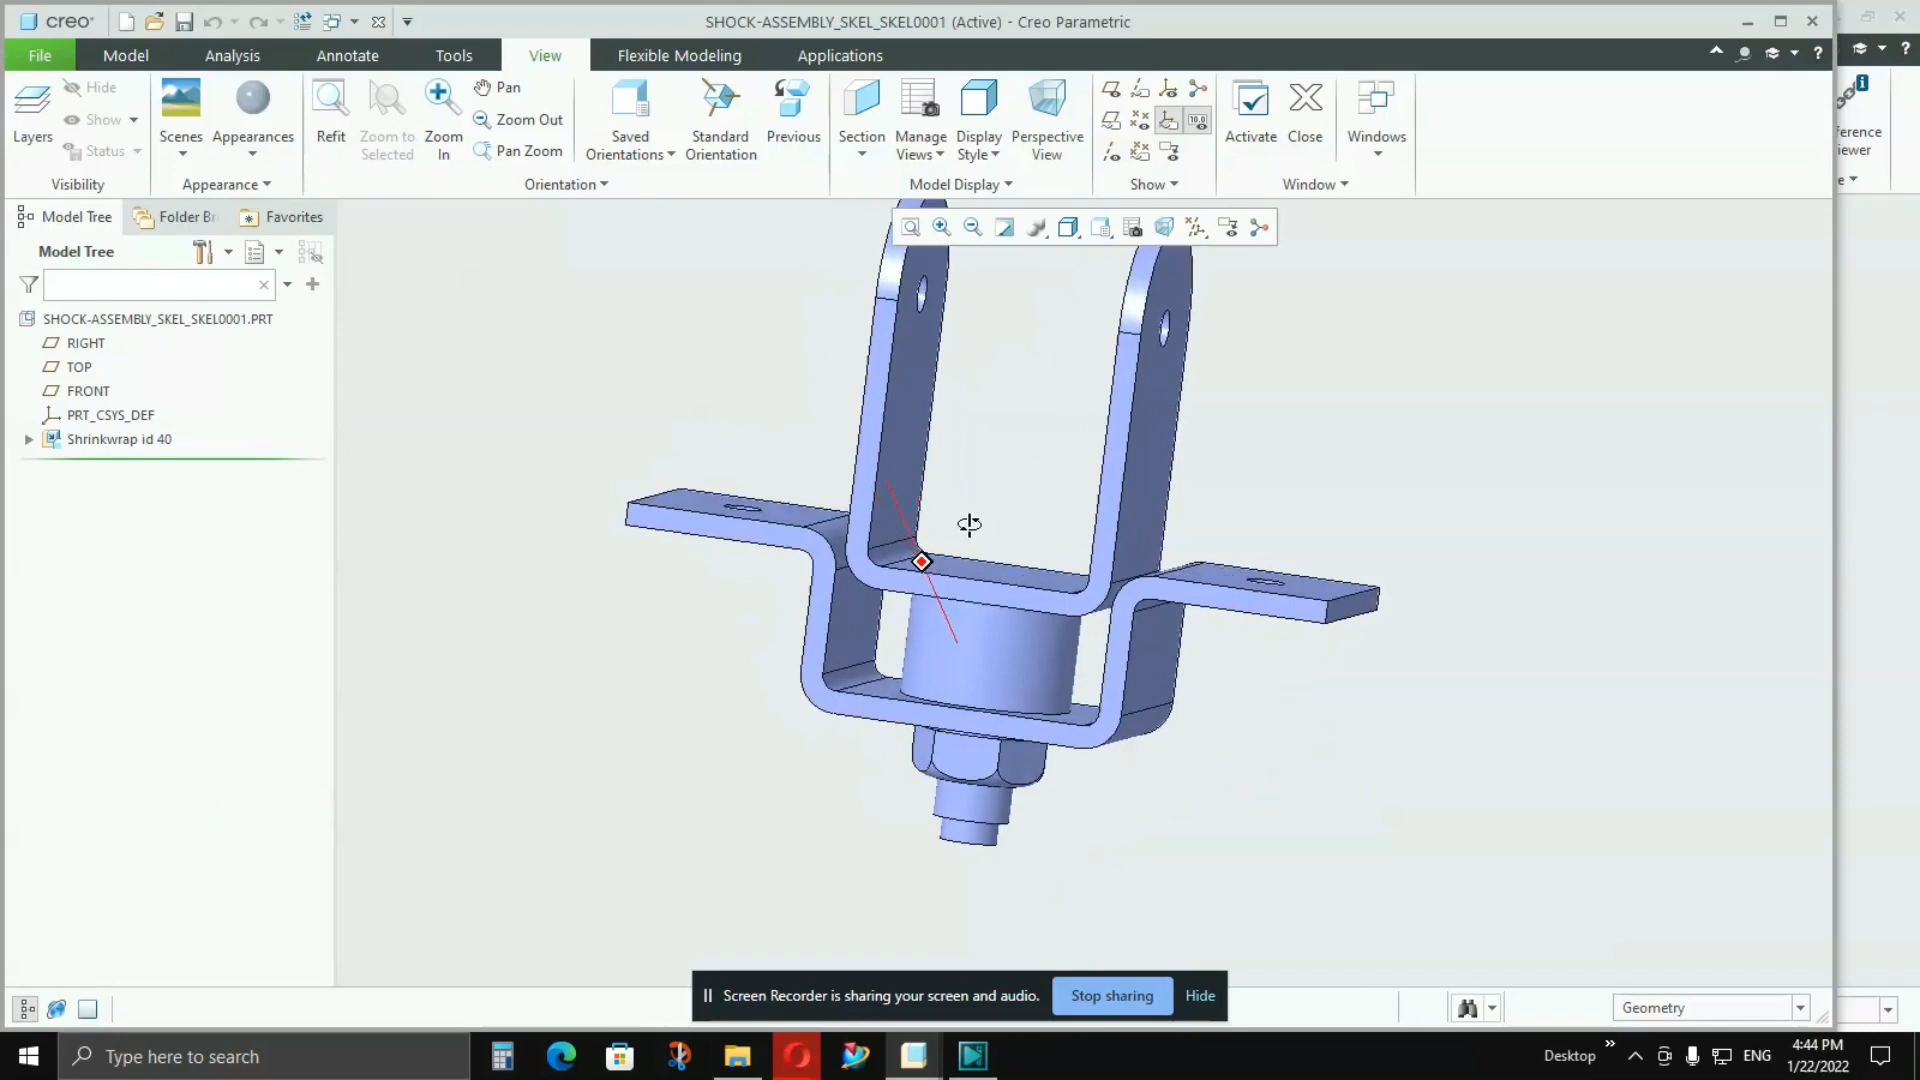 creo
SHOCK-ASSEMBLY_SKEL_SKEL0001 (Active) - Creo Parametric
File Model Analysis Annotate Tools View Flexible Modeling Applications
Layers
Hide
Show
Status
Visibility
Scenes
Appearances
Appearance
Refit
Zoom to
Selected
Zoom
In
Pan
Zoom Out
Pan Zoom
Saved
Orientations
Standard
Orientation
Previous
Orientation
Section
Manage
Views
Display
Style
Perspective
View
Model Display
10.0
Show
Activate
Close
Windows
Window
ference
iewer
e
Model Tree
Folder Br
Favorites
Model Tree
SHOCK-ASSEMBLY_SKEL_SKEL0001.PRT
RIGHT
TOP
FRONT
PRT_CSYS_DEF
Shrinkwrap id 40
Screen Recorder is sharing your screen and audio.
Stop sharing
Hide
Geometry
Type here to search
Desktop
ENG
4:44 PM
1/22/2022